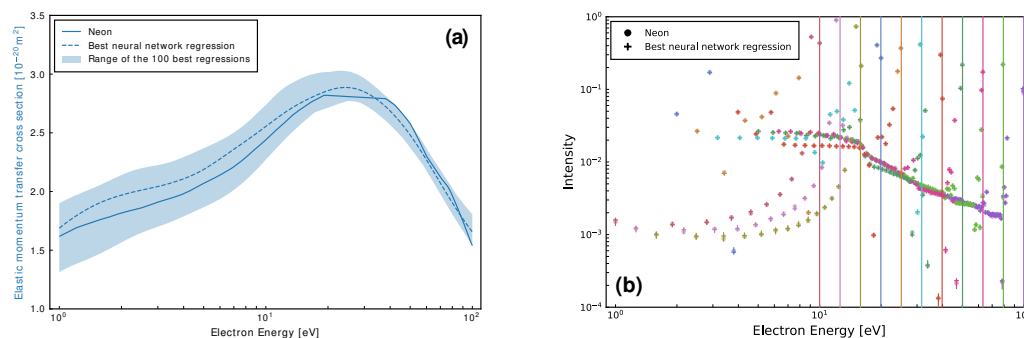 (a)
Neon
Best neural network regression
Range of the 100 best regressions
Elastic momentum transfer cross section [10⁻²⁰m²]
3.5
3.0
2.5
2.0
1.5
1.0
10⁰
10¹
10²
Electron Energy [eV]
(b)
Neon
Best neural network regression
Intensity
10⁰
10⁻¹
10⁻²
10⁻³
10⁻⁴
10⁰
10¹
10
Electron Energy [eV]